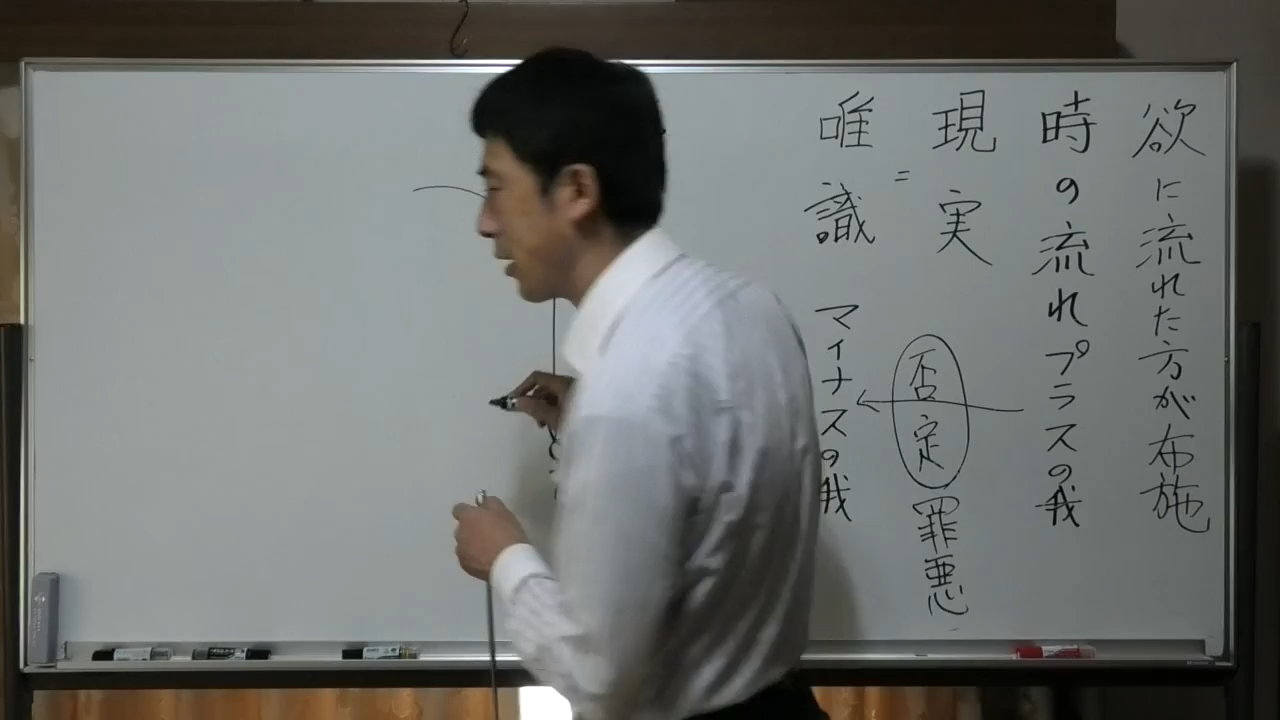 欲に流れた方が布施
時の流れプラスの我
現実
否定罪悪
=
唯識マイナスの我